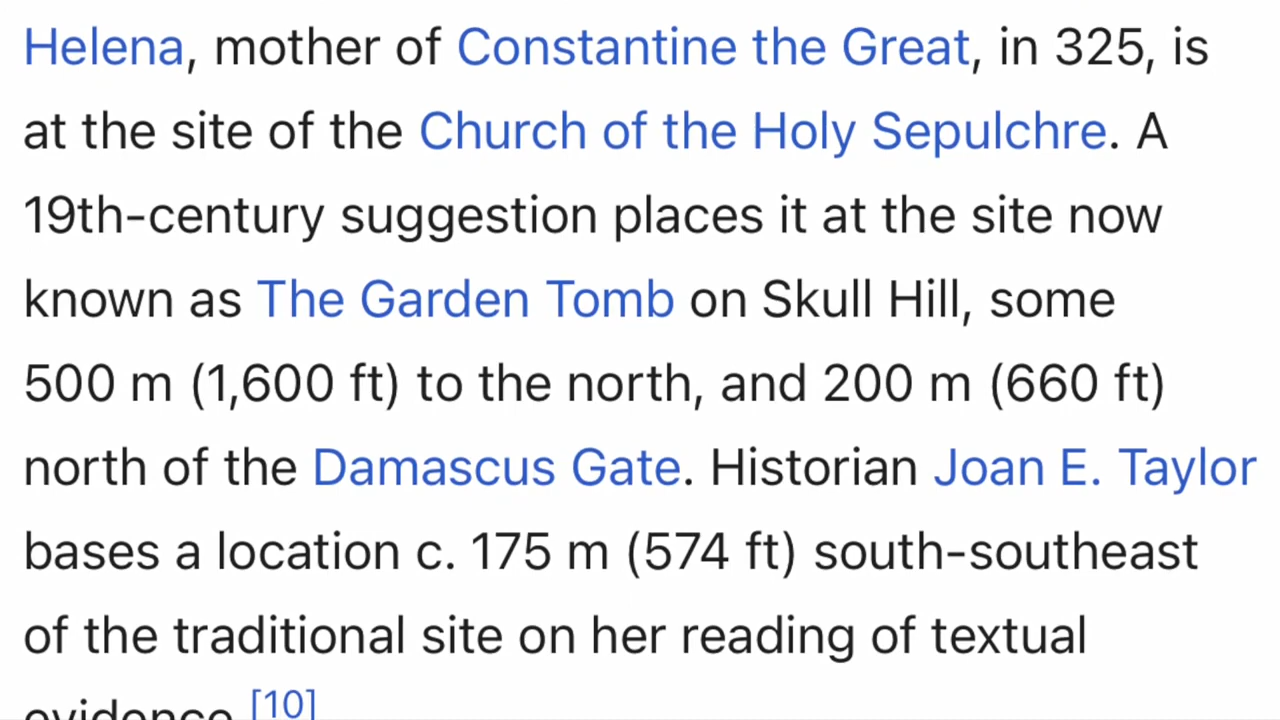 Helena, mother of Constantine the Great, in 325, is
at the site of the Church of the Holy Sepulchre. A
19th-century suggestion places it at the site now
known as The Garden Tomb on Skull Hill, some
500 m (1,600 ft) to the north, and 200 m (660 ft)
north of the Damascus Gate. Historian Joan E. Taylor
bases a location c. 175 m (574 ft) south-southeast
of the traditional site on her reading of textual
evidence.[10]